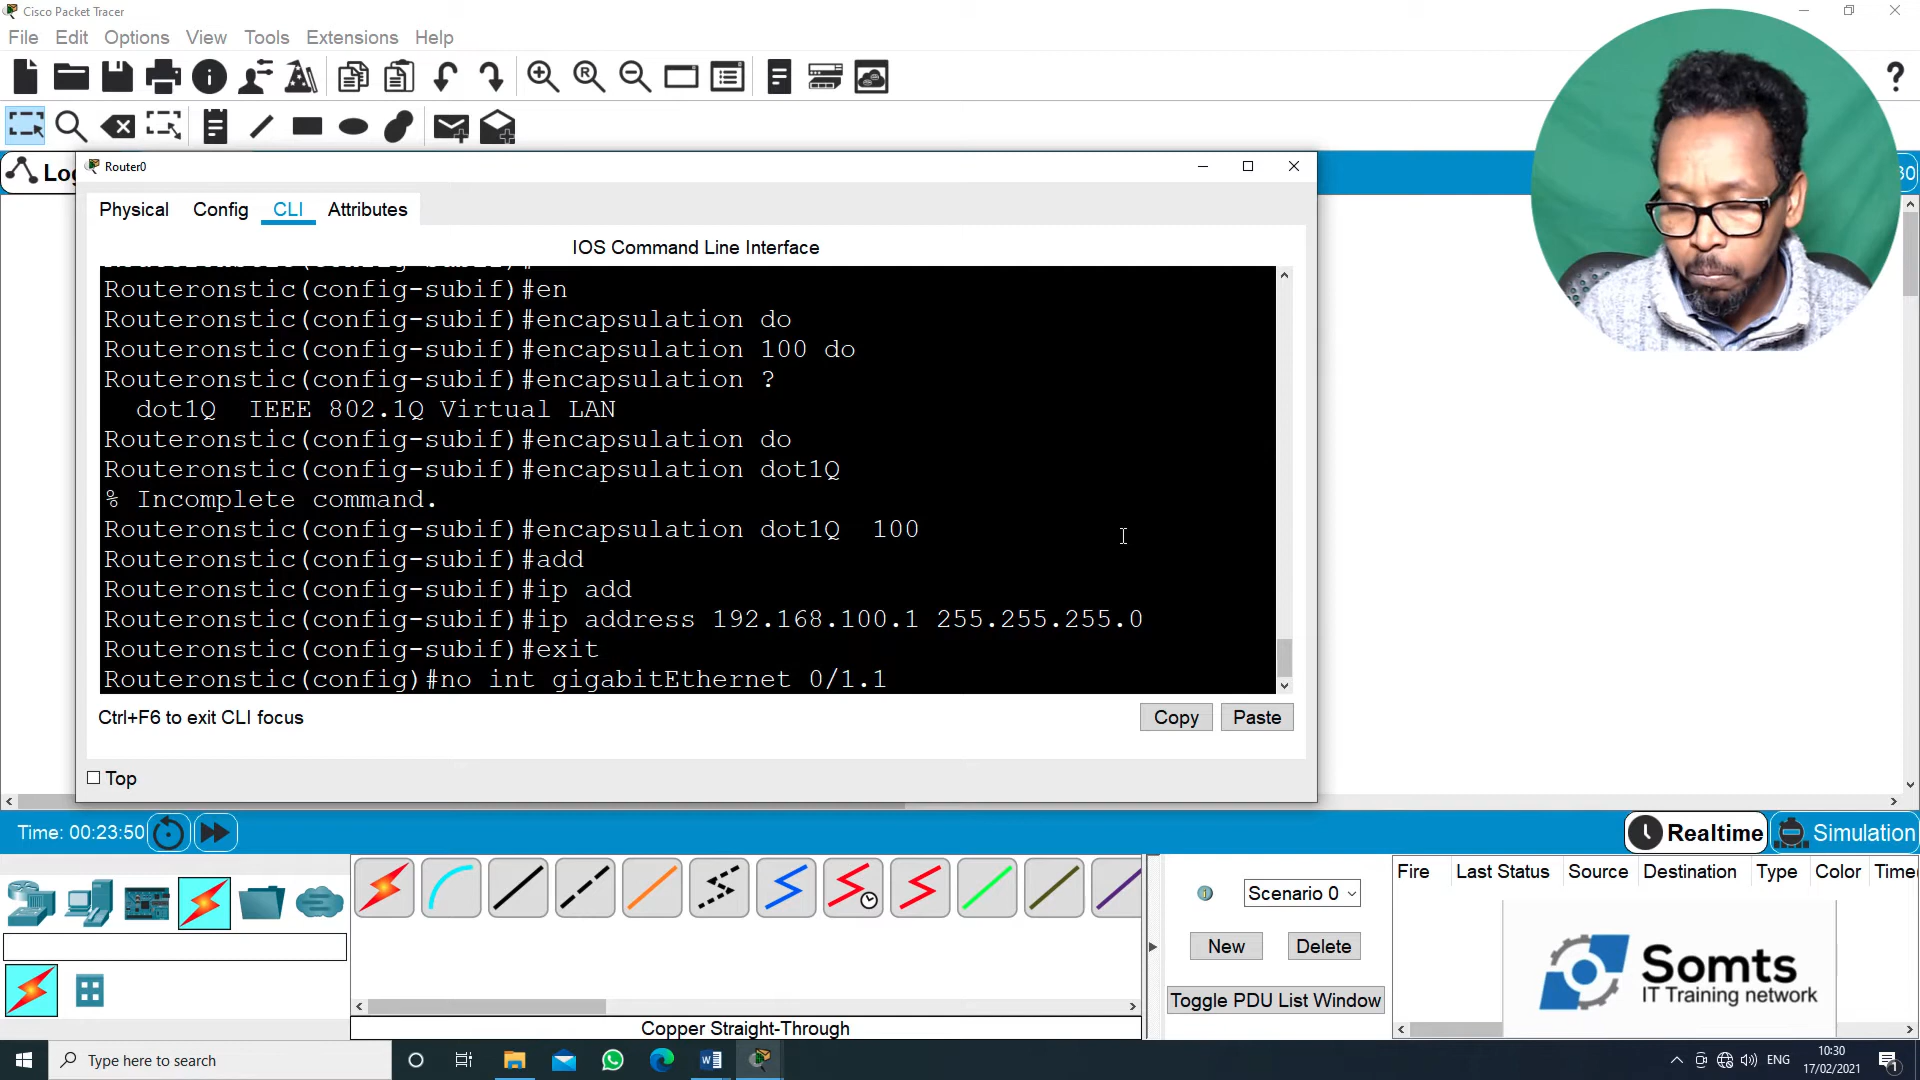 Cisco Packet Tracer
File Edit Options View Tools Extensions Help
Router0
Physical Config CLI Attributes
IOS Command Line Interface
Routeronstic(config-subif)#en
Routeronstic(config-subif)#encapsulation do
Routeronstic(config-subif)#encapsulation 100 do
Routeronstic(config-subif)#encapsulation ?
dot1Q IEEE 802.1Q Virtual LAN
Routeronstic(config-subif)#encapsulation do
Routeronstic(config-subif)#encapsulation dot1Q
% Incomplete command.
Routeronstic(config-subif)#encapsulation dot1Q 100
Routeronstic(config-subif)#add
Routeronstic(config-subif)#ip add
Routeronstic(config-subif)#ip address 192.168.100.1 255.255.255.0
Routeronstic(config-subif)#exit
Routeronstic(config)#no int gigabitEthernet 0/1.1
Ctrl+F6 to exit CLI focus
Copy Paste
Top
Time: 00:23:50
Realtime Simulation
Scenario 0
New Delete
Toggle PDU List Window
Fire Last Status Source Destination Type Color
Somts
IT Training network
Copper Straight-Through
Type here to search
ENG
10:30
17/02/2021